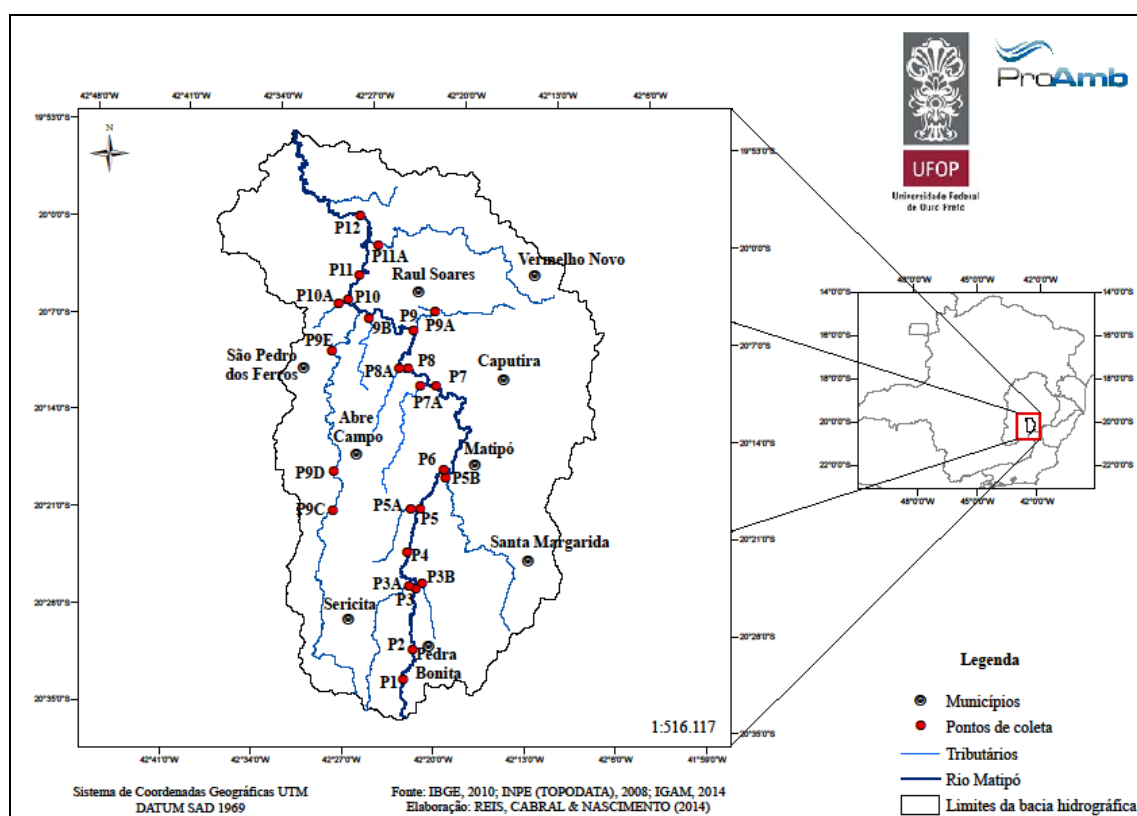 UFOP
Universidade Federal
de Ouro Preto
ProAmb
42°48'0"W 42°41'0"W 42°34'0"W 42°27'0"W 42°20'0"W 42°13'0"W 42°6'0"W
19°53'0"S
19°53'0"S
N
20°0'0"S
20°0'0"S
P12
P11A
P11
Vermelho Novo
Raul Soares
P10A
P10
20°7'0"S
20°7'0"S
P9
P9A
9B
P9E
São Pedro
dos Ferros
P8
P8A
Caputira
P7
P7A
20°14'0"S
20°14'0"S
Abre
Campo
Matipó
P6
P5B
P9D
20°21'0"S
20°21'0"S
P9C
P5A
P5
Santa Margarida
P4
P3A
P3B
P3
20°28'0"S
20°28'0"S
Sericita
P2
Pedra
Bonita
P1
20°35'0"S
20°35'0"S
1:516.117
42°41'0"W 42°34'0"W 42°27'0"W 42°20'0"W 42°13'0"W 42°6'0"W 41°59'0"W
48°0'0"W 45°0'0"W 42°0'0"W
14°0'0"S 14°0'0"S
16°0'0"S 16°0'0"S
18°0'0"S 18°0'0"S
20°0'0"S 20°0'0"S
22°0'0"S 22°0'0"S
48°0'0"W 45°0'0"W 42°0'0"W
Legenda
Municípios
Pontos de coleta
Tributários
Rio Matipó
Limites da bacia hidrográfica
Sistema de Coordenadas Geográficas UTM
DATUM SAD 1969
Fonte: IBGE, 2010; INPE (TOPODATA), 2008; IGAM, 2014
Elaboração: REIS, CABRAL & NASCIMENTO (2014)